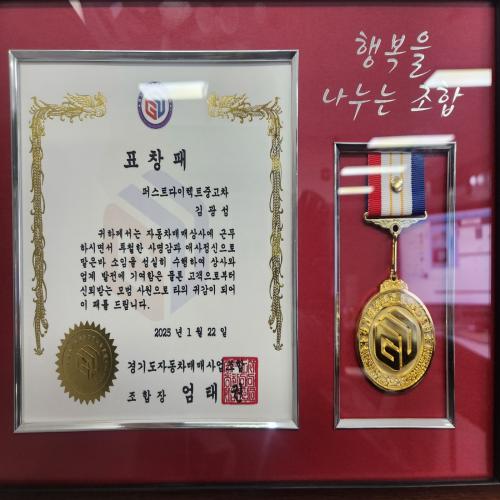 행복을
나누는 조합
표창패
퍼스트다이렉트중고차
김광섭
귀하께서는 자동차매매상사에 근무
하시면서 투철한 사명감과 애사정신으로
맡은바 소임을 성실히 수행하여 상사와
업계 발전에 기여함은 물론 고객으로부터
신뢰받는 모범 사원으로 타의 귀감이 되어
이 패를 드립니다.
2025 년 1 월 22 일
경기도자동차매매사업조합
조합장 엄태